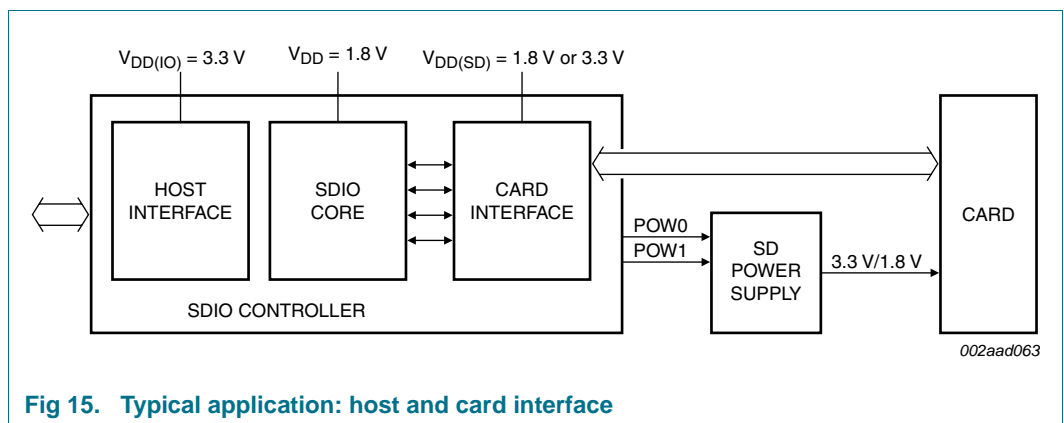 VDD(IO) = 3.3 V
VDD = 1.8 V
VDD(SD) = 1.8 V or 3.3 V
HOST
INTERFACE
SDIO
CORE
CARD
INTERFACE
CARD
POW0
POW1
SD
POWER
SUPPLY
3.3 V/1.8 V
SDIO CONTROLLER
002aad063
Fig 15. Typical application: host and card interface